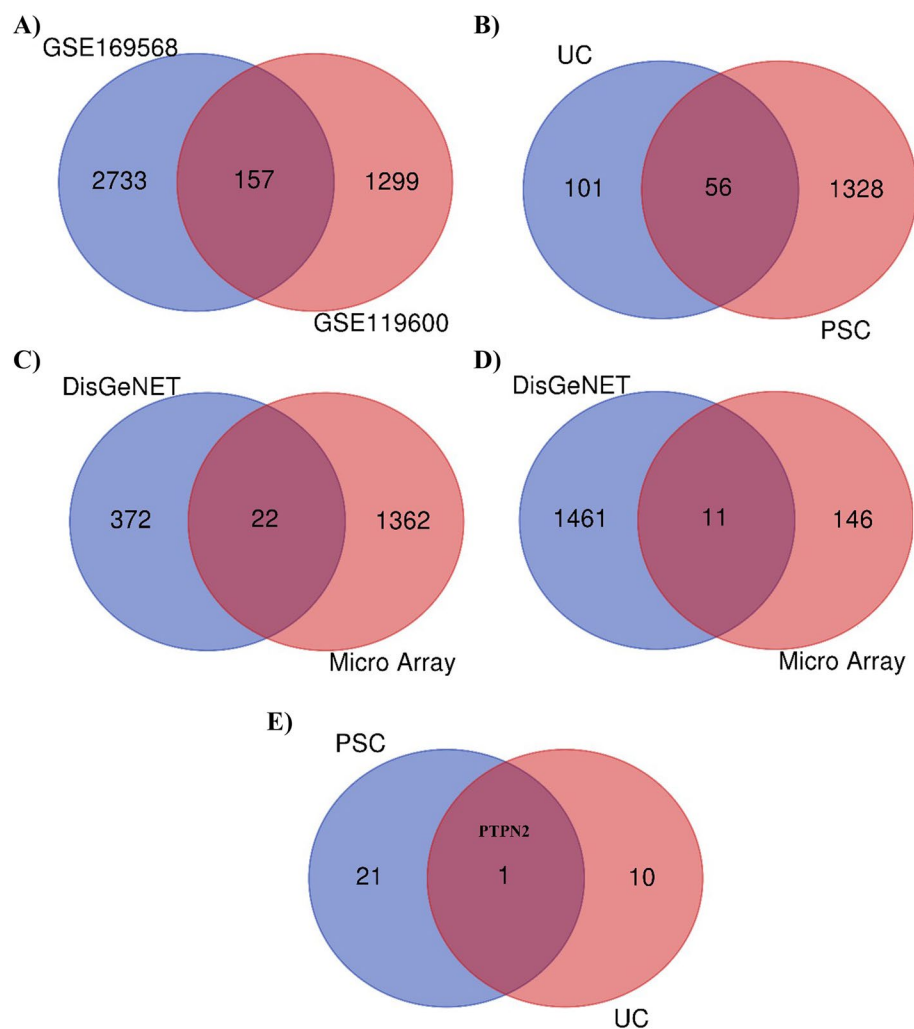 A)
GSE169568
2733
157
1299
GSE119600
B)
UC
101
56
1328
PSC
C)
DisGeNET
372
22
1362
Micro Array
D)
DisGeNET
1461
11
146
Micro Array
E)
PSC
PTPN2
21
1
10
UC